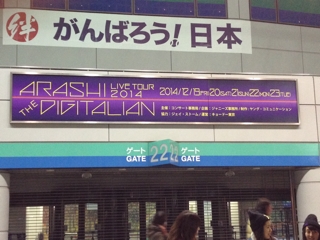 絆 がんばろう!日本
ARASHI LIVE TOUR 2014
THE DIGITALIAN
2014/12/19FRI 20SAT 21SUN 22MON 23TUE
ゲート 22 ゲート
GATE GATE